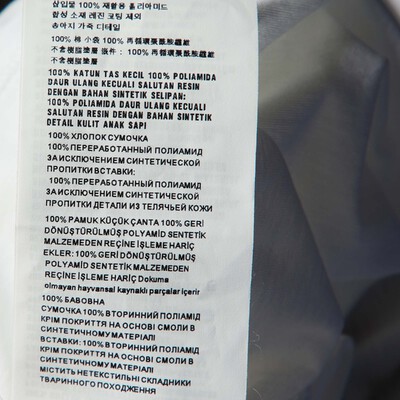 삽입물 100% 재활용 폴리아미드
합성 소재 레진 코팅 제외
송아지 가죽 디테일
100% 棉 小袋 100% 再循環聚酰胺纖維
不含樹脂塗層 嵌件： 100% 再循環聚酰胺纖維
不含樹脂塗層
100% KATUN TAS KECIL 100% POLIAMIDA
DAUR ULANG KECUALI SALUTAN RESIN
DENGAN BAHAN SINTETIK SELIPAN:
100% POLIAMIDA DAUR ULANG KECUALI
SALUTAN RESIN DENGAN BAHAN SINTETIK
DETAIL KULIT ANAK SAPI
100% ХЛОПОК СУМОЧКА
100% ПЕРЕРАБОТАННЫЙ ПОЛИАМИД
ЗА ИСКЛЮЧЕНИЕМ СИНТЕТИЧЕСКОЙ
ПРОПИТКИ ВСТАВКИ:
100% ПЕРЕРАБОТАННЫЙ ПОЛИАМИД
ЗА ИСКЛЮЧЕНИЕМ СИНТЕТИЧЕСКОЙ
ПРОПИТКИ ДЕТАЛИ ИЗ ТЕЛЯЧЬЕЙ КОЖИ
100% PAMUK KÜÇÜK ÇANTA 100% GERİ
DÖNÜŞTÜRÜLMÜŞ POLYAMID SENTETİK
MALZEMEDEN REÇİNE İŞLEME HARİÇ
EKLER: 100% GERİ DÖNÜŞTÜRÜLMÜŞ
POLYAMID SENTETİK MALZEMEDEN
REÇİNE İŞLEME HARİÇ Dokuma
olmayan hayvansal kaynaklı parçalar içerir
100% БАВОВНА
СУМОЧКА 100% ВТОРИННИЙ ПОЛІАМІД
КРІМ ПОКРИТТЯ НА ОСНОВІ СМОЛИ В
СИНТЕТИЧНОМУ МАТЕРІАЛІ
ВСТАВКИ: 100% ВТОРИННИЙ ПОЛІАМІД
КРІМ ПОКРИТТЯ НА ОСНОВІ СМОЛИ В
СИНТЕТИЧНОМУ МАТЕРІАЛІ
МІСТИТЬ НЕТЕКСТИЛЬНІ СКЛАДНИКИ
ТВАРИННОГО ПОХОДЖЕННЯ